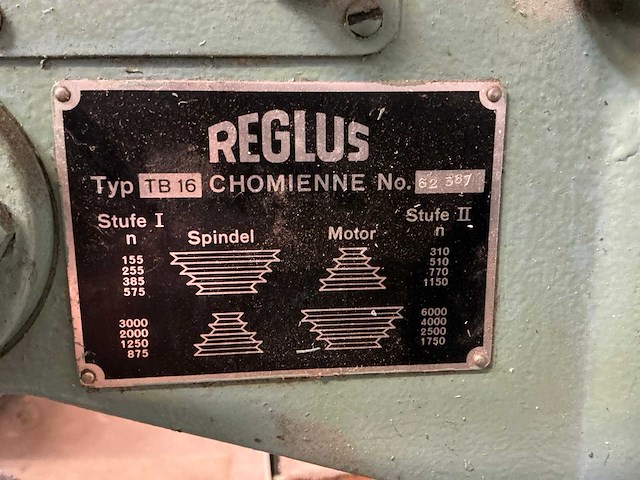 REGLUS
Typ TB 16 CHOMIENNE No. 62 387
Stufe I Stufe II
n Spindel Motor n
155 310
255 510
385 770
575 1150
3000 6000
2000 4000
1250 2500
875 1750